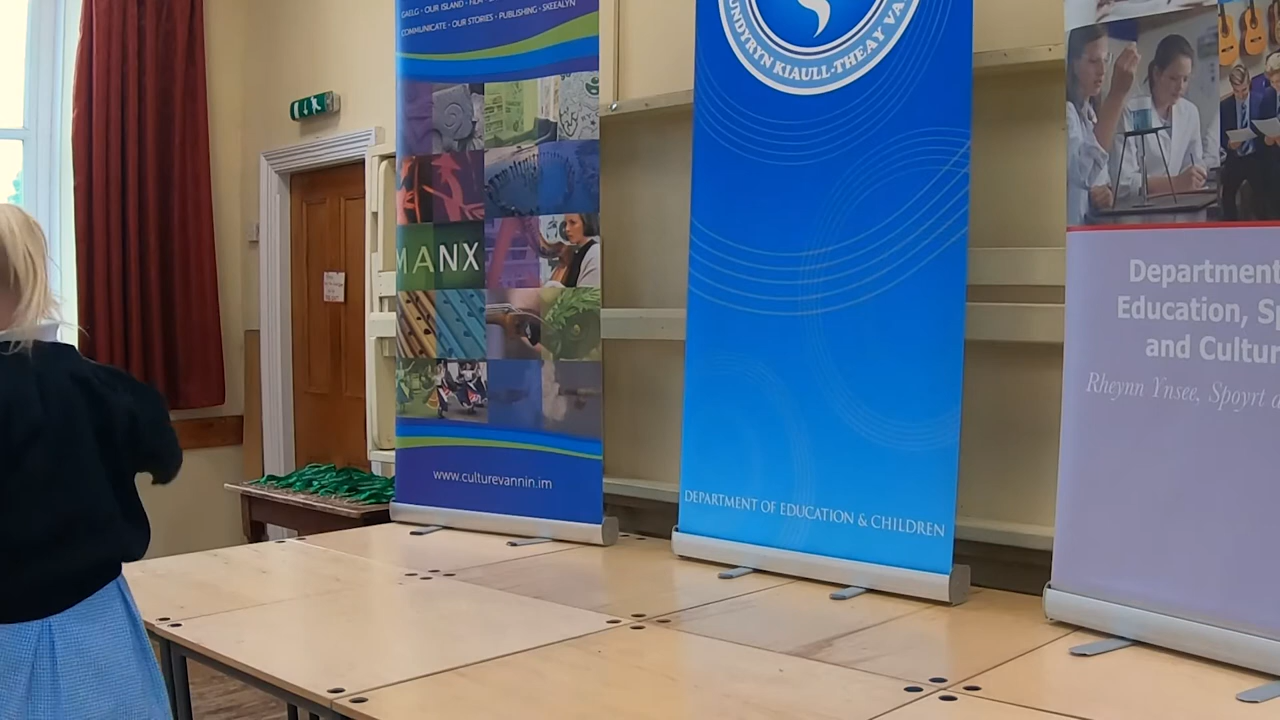 GAELG · OUR ISLAND · FILM
COMMUNICATE · OUR STORIES · PUBLISHING · SKEEALYN
MANX
www.culturevannin.im
UNDYRYN KIAULL · THEAY VA
DEPARTMENT OF EDUCATION & CHILDREN
Department
Education, Sp
and Cultur
Rheynn Ynsee, Spoyrt